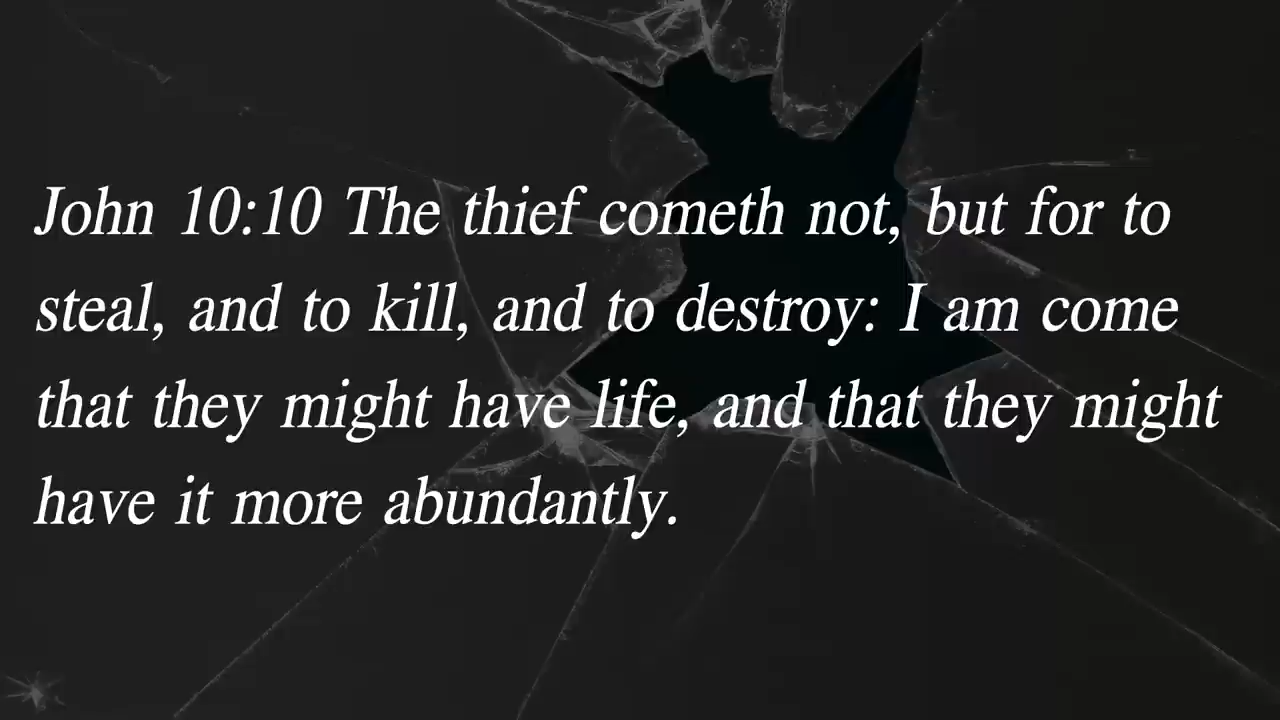 John 10:10 The thief cometh not, but for to
steal, and to kill, and to destroy: I am come
that they might have life, and that they might
have it more abundantly.